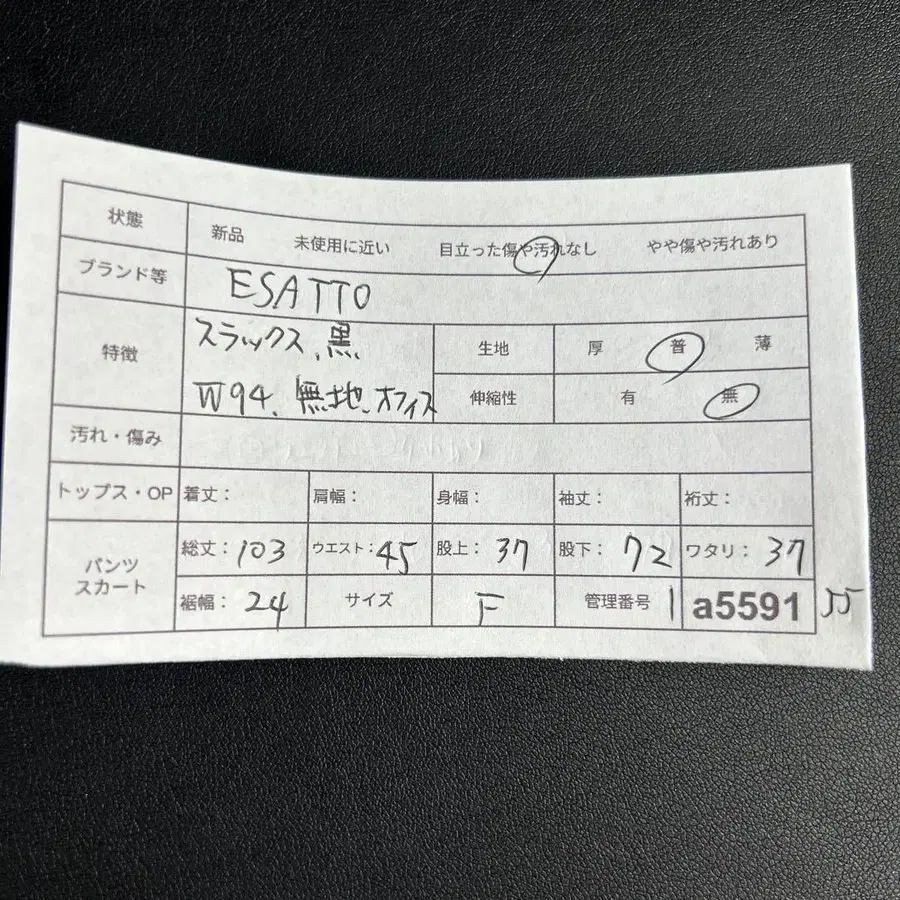 状態 新品 未使用に近い 目立った傷や汚れなし やや傷や汚れあり
ブランド等 ESATTO
特徴 スラックス、黒 生地 厚 普 薄
W94、無地、オフィス 伸縮性 有 無
汚れ・傷み
トップス・OP 着丈： 肩幅： 身幅： 袖丈： 裄丈：
パンツ スカート 総丈：103 ウエスト：45 股上：37 股下：72 ワタリ：37
裾幅：24 サイズ F 管理番号 1 a5591